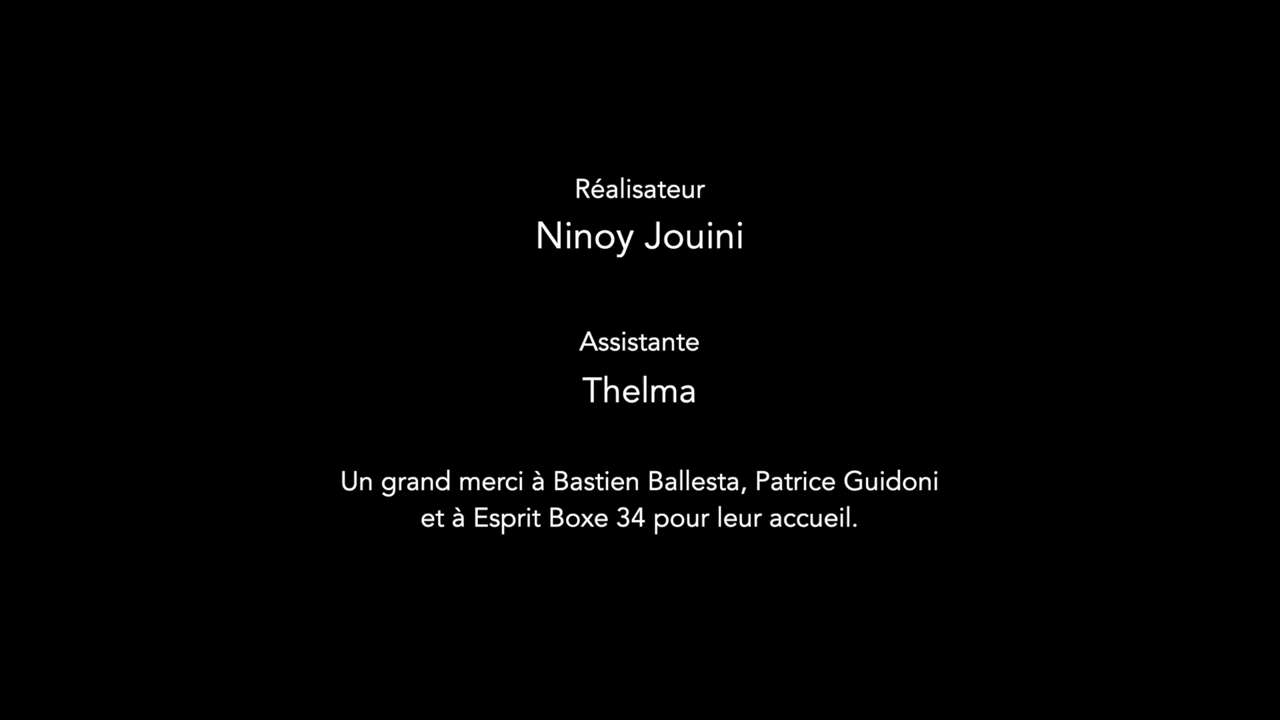 Réalisateur
Ninoy Jouini
Assistante
Thelma
Un grand merci à Bastien Ballesta, Patrice Guidoni
et à Esprit Boxe 34 pour leur accueil.